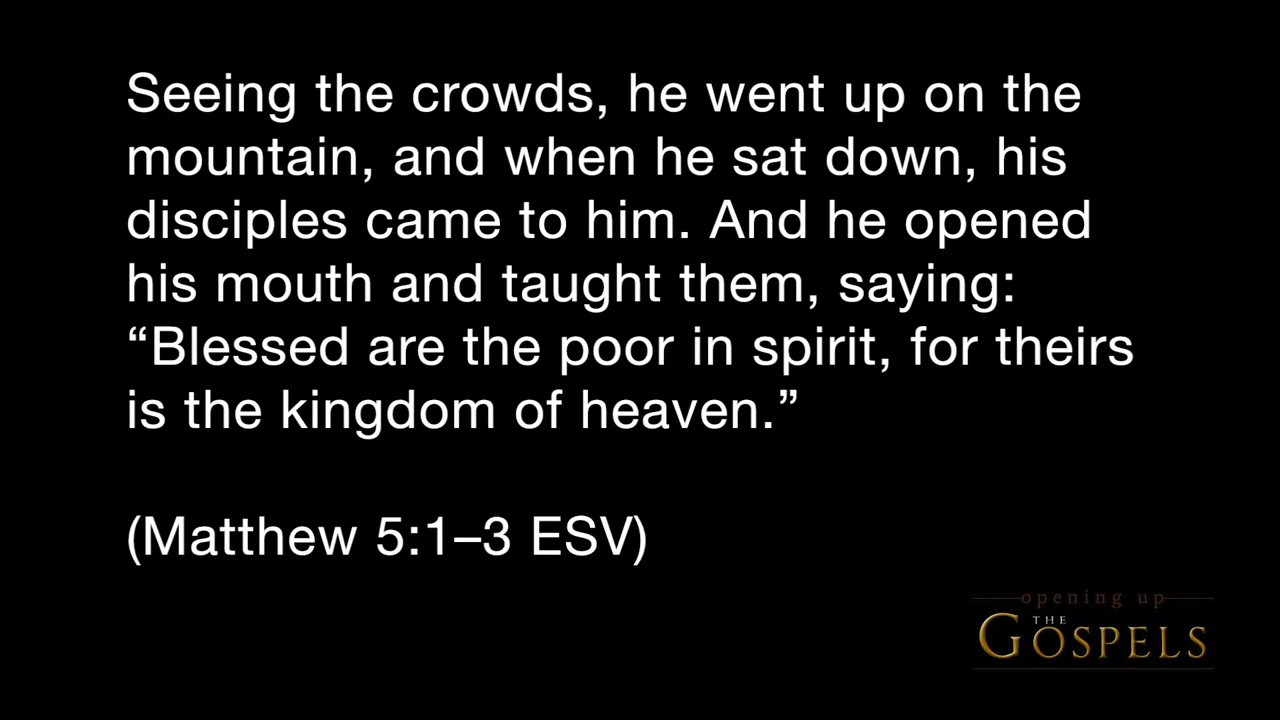 Seeing the crowds, he went up on the
mountain, and when he sat down, his
disciples came to him. And he opened
his mouth and taught them, saying:
“Blessed are the poor in spirit, for theirs
is the kingdom of heaven.”
(Matthew 5:1–3 ESV)
opening up
THE
GOSPELS